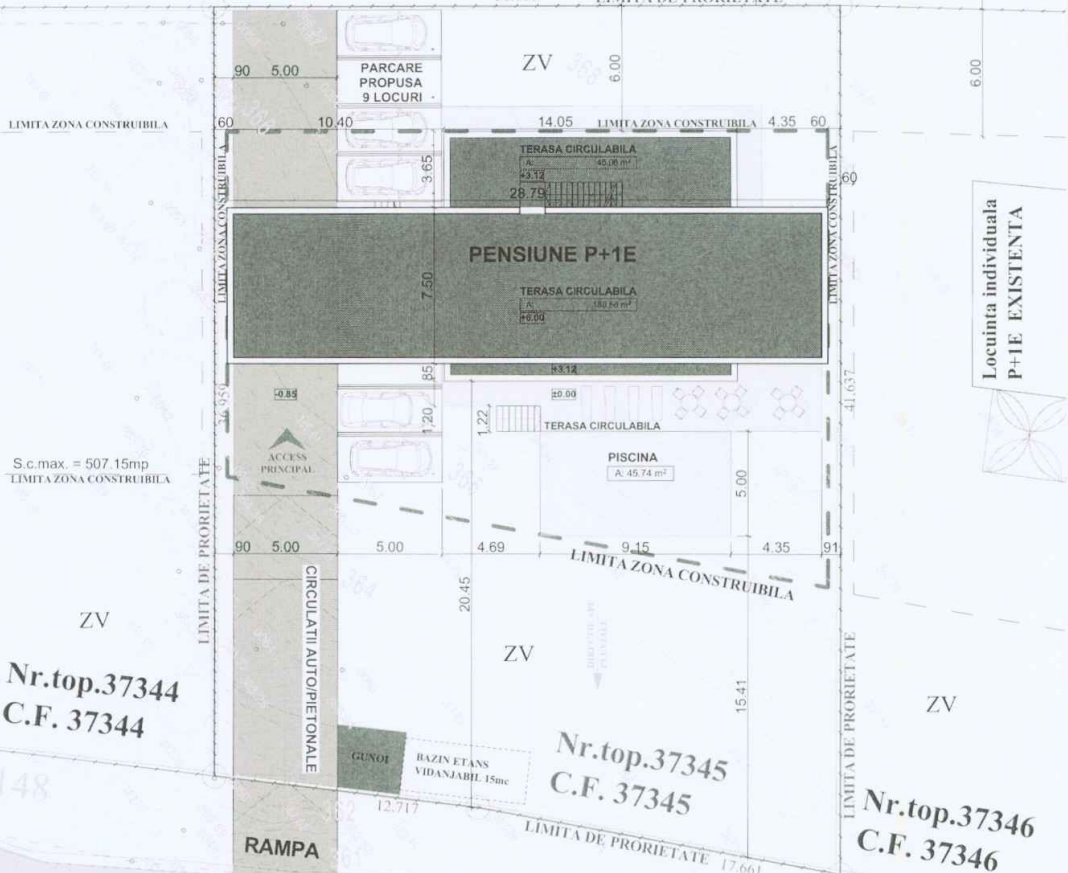 LIMITA DE PRORIETATE
ZV
6.00
6.00
90 5.00
PARCARE
PROPUSA
9 LOCURI
LIMITA ZONA CONSTRUIBILA
60 10.40 14.05 LIMITA ZONA CONSTRUIBILA 4.35 60
TERASA CIRCULABILA
A:
+3.12
3.65
28.79
60
LIMITA ZONA CONSTRUIBILA
LIMITA ZONA CONSTRUIBILA
PENSIUNE P+1E
TERASA CIRCULABILA
A:
+6.00
7.50
Locuinta individuala
P+1E EXISTENTA
+3.12
85
-0.85
±0.00
1.20
1.22
TERASA CIRCULABILA
41.637
ACCESS
PRINCIPAL
PISCINA
A: 45.74 m²
S.c.max. = 507.15mp
LIMITA ZONA CONSTRUIBILA
5.00
LIMITA DE PRORIETATE
90 5.00 5.00 4.69 9.15 4.35 91
LIMITA ZONA CONSTRUIBILA
CIRCULATII AUTO/PIETONALE
364
20.45
ZV
ZV
ZV
15.41
LIMITA DE PRORIETATE
Nr.top.37344
C.F. 37344
GUNOI
BAZIN ETANS
VIDANJABIL 15mc
Nr.top.37345
C.F. 37345
Nr.top.37346
C.F. 37346
148
12.717
RAMPA
LIMITA DE PRORIETATE 17.661